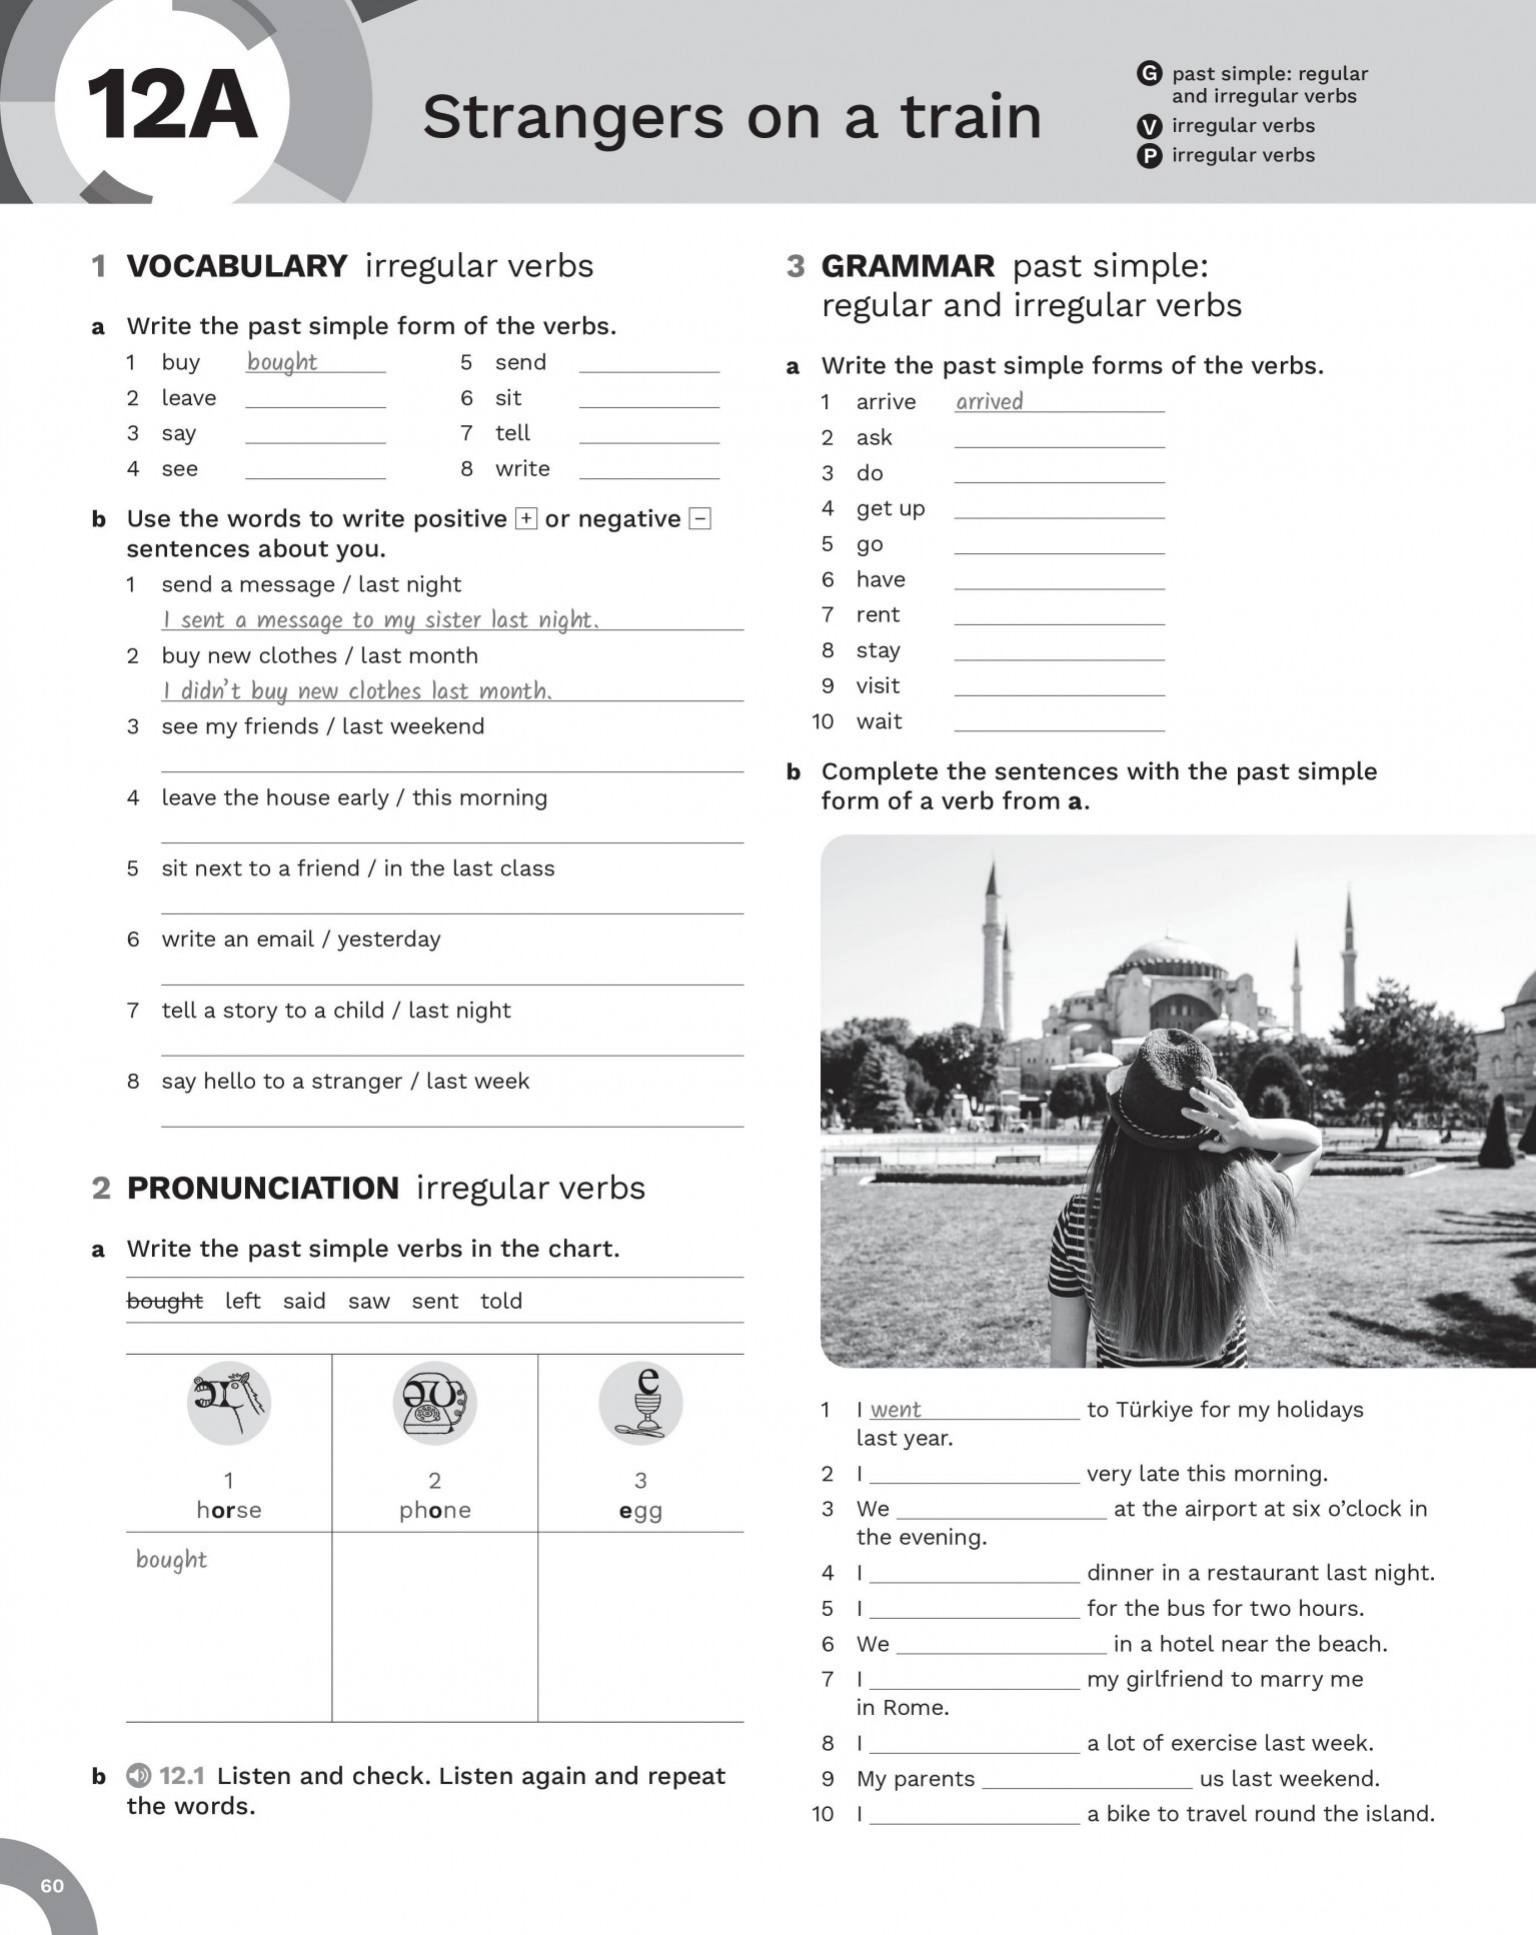 12A
Strangers on a train
G past simple: regular
and irregular verbs
V irregular verbs
P irregular verbs
1 VOCABULARY irregular verbs
a Write the past simple form of the verbs.
1 buy bought
2 leave
3 say
4 see
5 send
6 sit
7 tell
8 write
b Use the words to write positive + or negative –
sentences about you.
1 send a message / last night
I sent a message to my sister last night.
2 buy new clothes / last month
I didn't buy new clothes last month.
3 see my friends / last weekend
4 leave the house early / this morning
5 sit next to a friend / in the last class
6 write an email / yesterday
7 tell a story to a child / last night
8 say hello to a stranger / last week
2 PRONUNCIATION irregular verbs
a Write the past simple verbs in the chart.
bought left said saw sent told
ɔː
əʊ
e
1
horse
2
phone
3
egg
bought
b 12.1 Listen and check. Listen again and repeat
the words.
3 GRAMMAR past simple:
regular and irregular verbs
a Write the past simple forms of the verbs.
1 arrive arrived
2 ask
3 do
4 get up
5 go
6 have
7 rent
8 stay
9 visit
10 wait
b Complete the sentences with the past simple
form of a verb from a.
1 I went to Türkiye for my holidays
last year.
2 I ______ very late this morning.
3 We ______ at the airport at six o'clock in
the evening.
4 I ______ dinner in a restaurant last night.
5 I ______ for the bus for two hours.
6 We ______ in a hotel near the beach.
7 I ______ my girlfriend to marry me
in Rome.
8 I ______ a lot of exercise last week.
9 My parents ______ us last weekend.
10 I ______ a bike to travel round the island.
60